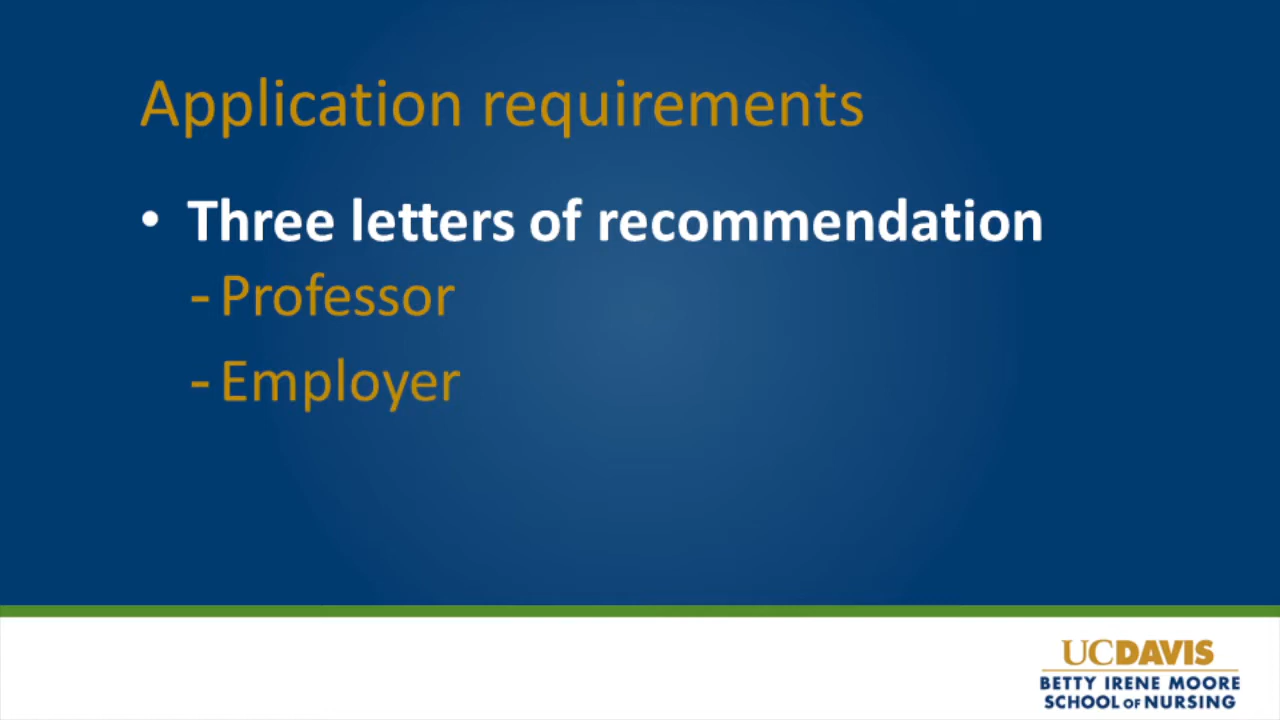 Application requirements
• Three letters of recommendation
- Professor
- Employer
UCDAVIS
BETTY IRENE MOORE
SCHOOL OF NURSING